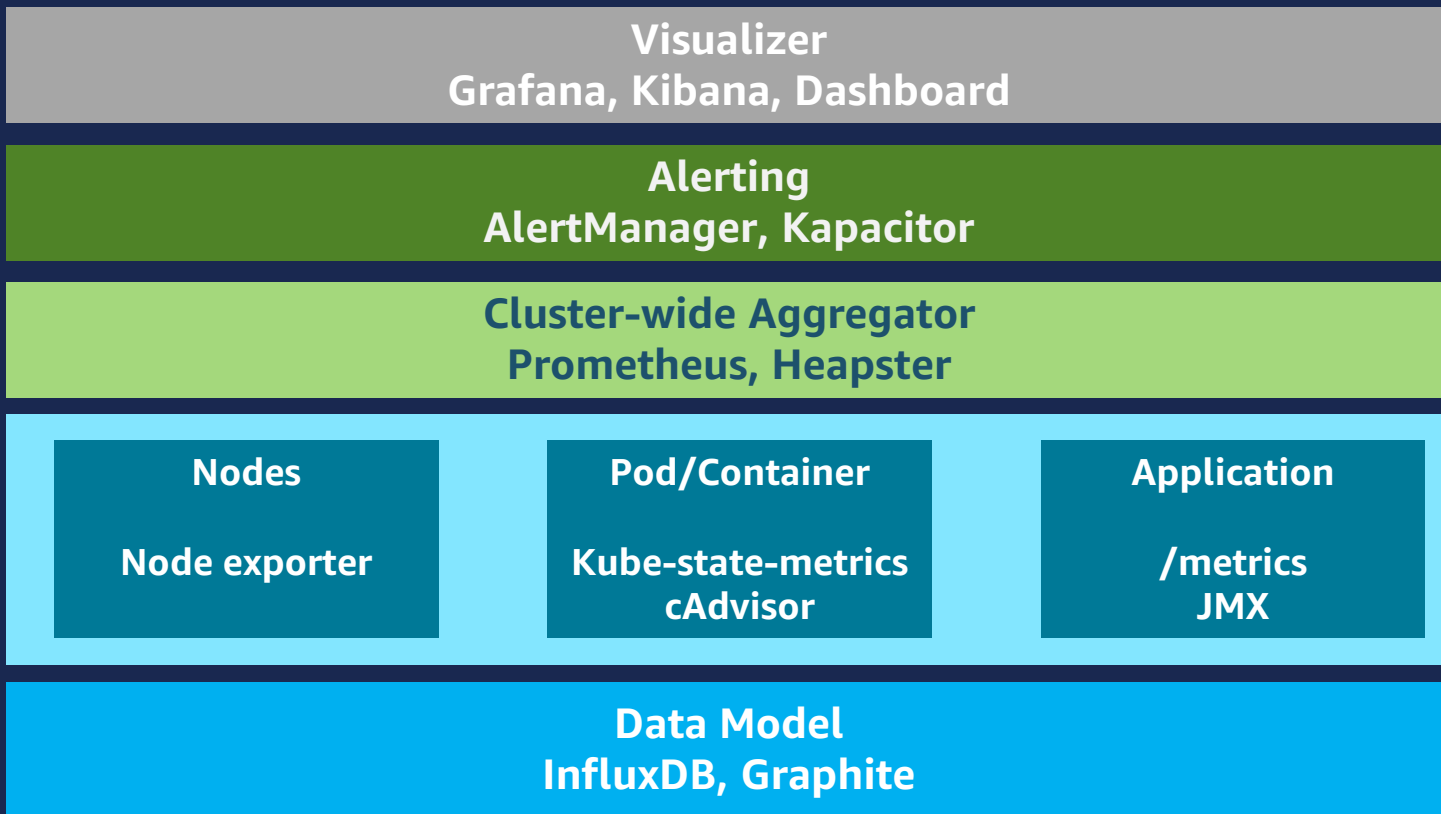 Visualizer
Grafana, Kibana, Dashboard
Alerting
AlertManager, Kapacitor
Cluster-wide Aggregator
Prometheus, Heapster
Nodes
Node exporter
Pod/Container
Kube-state-metrics
cAdvisor
Application
/metrics
JMX
Data Model
InfluxDB, Graphite